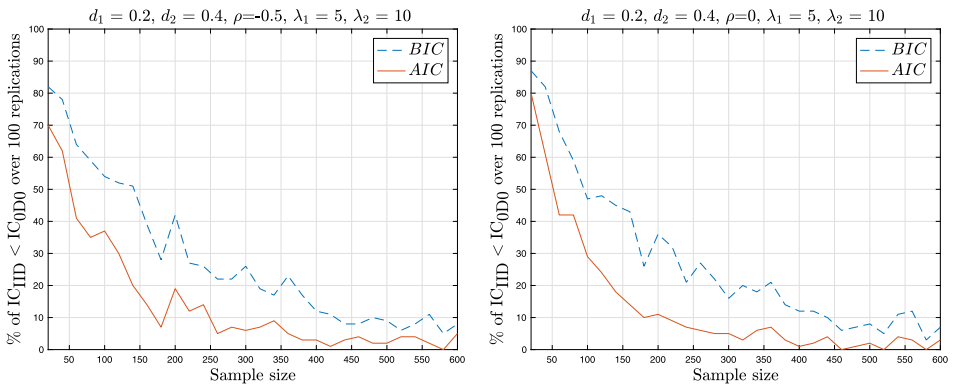 d₁ = 0.2, d₂ = 0.4, ρ=-0.5, λ₁ = 5, λ₂ = 10
% of IC_IID < IC_0D0 over 100 replications
100
90
80
70
60
50
40
30
20
10
0
BIC
AIC
50 100 150 200 250 300 350 400 450 500 550 600
Sample size
d₁ = 0.2, d₂ = 0.4, ρ=0, λ₁ = 5, λ₂ = 10
% of IC_IID < IC_0D0 over 100 replications
100
90
80
70
60
50
40
30
20
10
0
BIC
AIC
50 100 150 200 250 300 350 400 450 500 550 600
Sample size